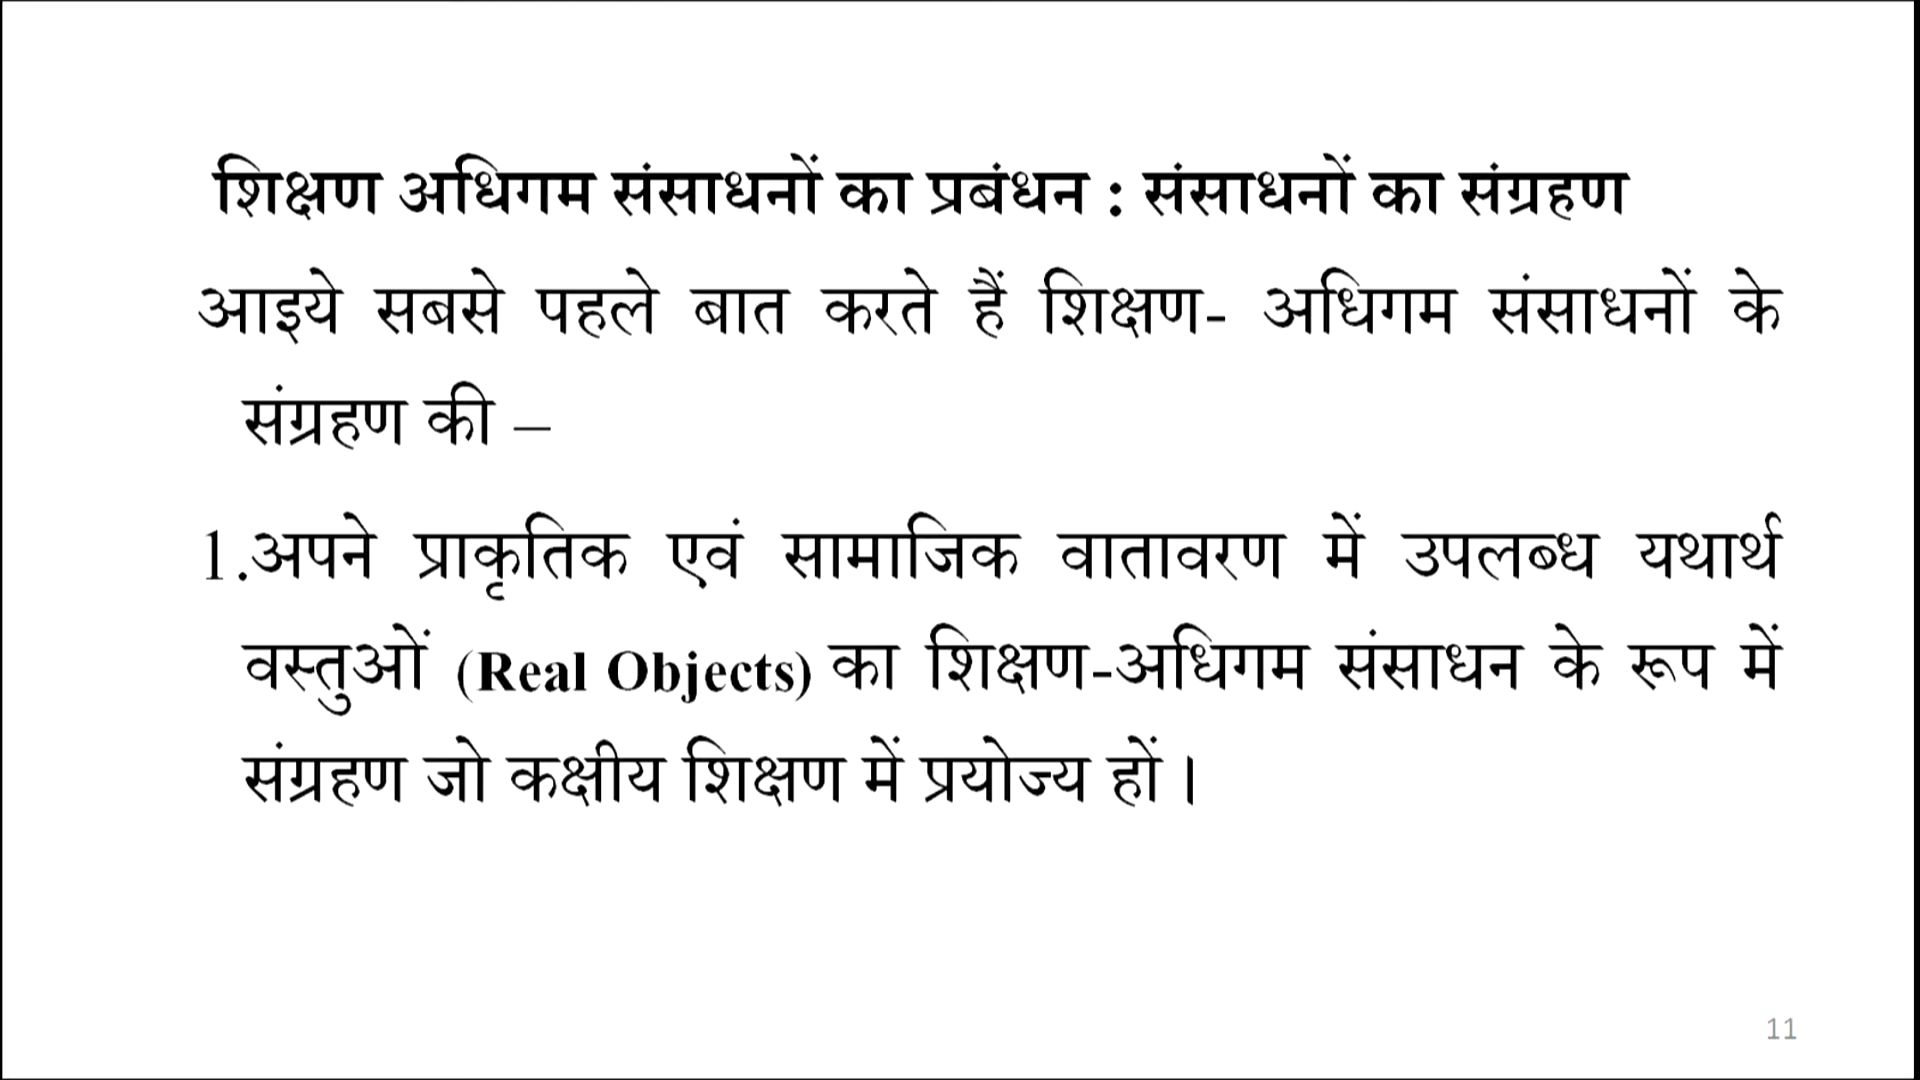 शिक्षण अधिगम संसाधनों का प्रबंधन : संसाधनों का संग्रहण
आइये सबसे पहले बात करते हैं शिक्षण- अधिगम संसाधनों के
संग्रहण की –
1.अपने प्राकृतिक एवं सामाजिक वातावरण में उपलब्ध यथार्थ
वस्तुओं (Real Objects) का शिक्षण-अधिगम संसाधन के रूप में
संग्रहण जो कक्षीय शिक्षण में प्रयोज्य हों।
11